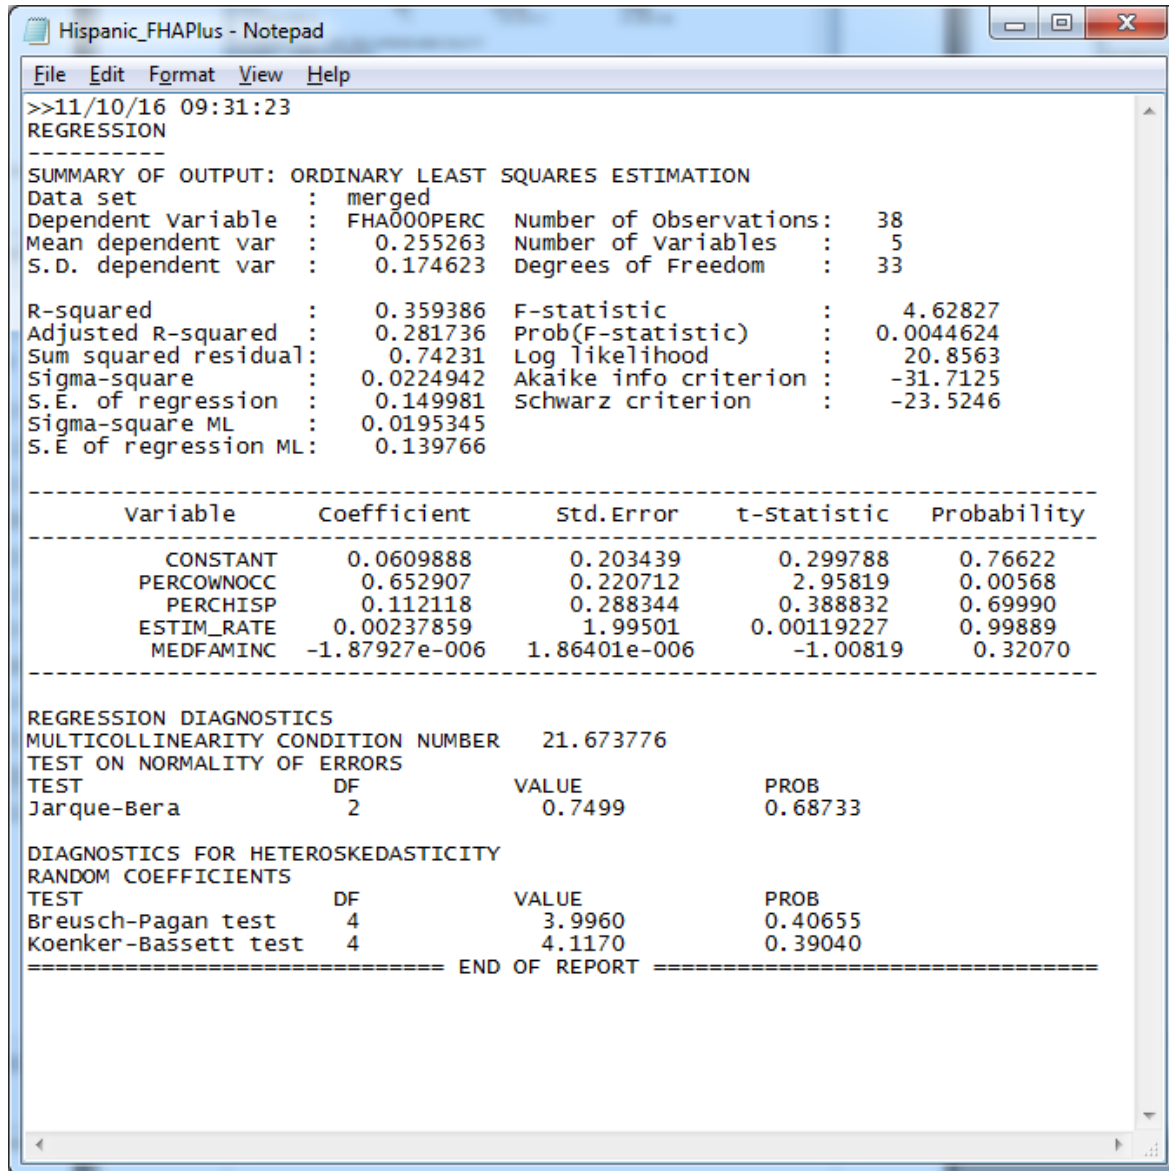 Hispanic_FHAPlus - Notepad
File Edit Format View Help
>>11/10/16 09:31:23
REGRESSION
----------
SUMMARY OF OUTPUT: ORDINARY LEAST SQUARES ESTIMATION
Data set            :  merged
Dependent Variable  :  FHA000PERC  Number of Observations:   38
Mean dependent var  :    0.255263  Number of Variables   :    5
S.D. dependent var  :    0.174623  Degrees of Freedom    :   33
R-squared           :    0.359386  F-statistic           :     4.62827
Adjusted R-squared  :    0.281736  Prob(F-statistic)     :   0.0044624
Sum squared residual:     0.74231  Log likelihood        :     20.8563
Sigma-square        :   0.0224942  Akaike info criterion :    -31.7125
S.E. of regression  :    0.149981  Schwarz criterion     :    -23.5246
Sigma-square ML     :   0.0195345
S.E of regression ML:    0.139766
-----------------------------------------------------------------------------
Variable      Coefficient      Std.Error    t-Statistic   Probability
-----------------------------------------------------------------------------
CONSTANT     0.0609888       0.203439       0.299788     0.76622
PERCOWNOCC      0.652907       0.220712        2.95819     0.00568
PERCHISP      0.112118       0.288344       0.388832     0.69990
ESTIM_RATE    0.00237859        1.99501     0.00119227     0.99889
MEDFAMINC  -1.87927e-006   1.86401e-006       -1.00819      0.32070
-----------------------------------------------------------------------------
REGRESSION DIAGNOSTICS
MULTICOLLINEARITY CONDITION NUMBER   21.673776
TEST ON NORMALITY OF ERRORS
TEST                  DF           VALUE             PROB
Jarque-Bera            2             0.7499          0.68733
DIAGNOSTICS FOR HETEROSKEDASTICITY
RANDOM COEFFICIENTS
TEST                  DF           VALUE             PROB
Breusch-Pagan test     4             3.9960          0.40655
Koenker-Bassett test   4             4.1170          0.39040
============================== END OF REPORT ================================